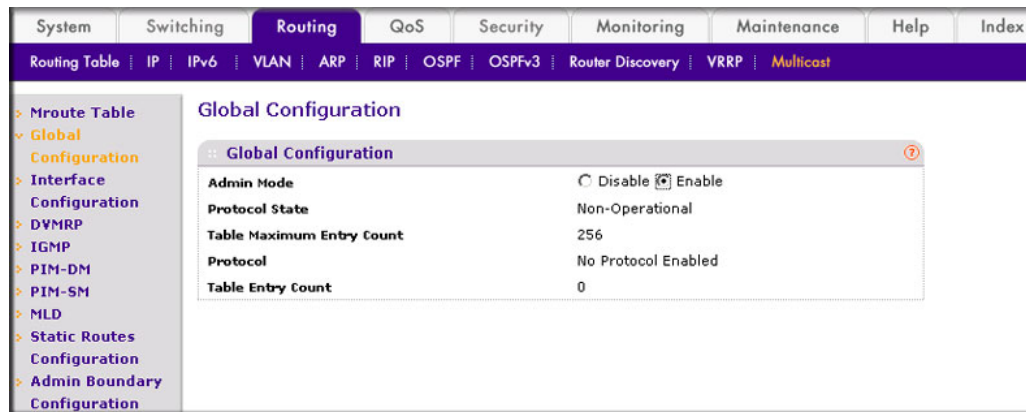 System Switching Routing QoS Security Monitoring Maintenance Help Index
Routing Table IP IPv6 VLAN ARP RIP OSPF OSPFv3 Router Discovery VRRP Multicast
Mroute Table
Global
Configuration
Interface
Configuration
DVMRP
IGMP
PIM-DM
PIM-SM
MLD
Static Routes
Configuration
Admin Boundary
Configuration
Global Configuration
Global Configuration
Admin Mode Disable Enable
Protocol State Non-Operational
Table Maximum Entry Count 256
Protocol No Protocol Enabled
Table Entry Count 0